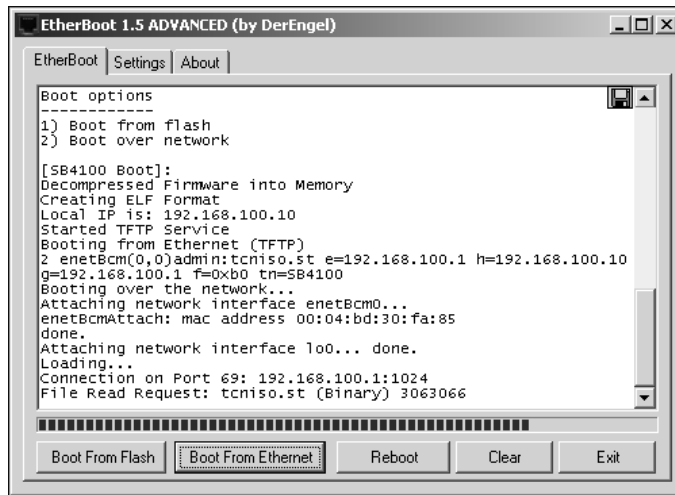 EtherBoot 1.5 ADVANCED (by DerEngel)
EtherBoot Settings About
Boot options
------------
1) Boot from flash
2) Boot over network
[SB4100 Boot]:
Decompressed Firmware into Memory
Creating ELF Format
Local IP is: 192.168.100.10
Started TFTP Service
Booting from Ethernet (TFTP)
2 enetBcm(0,0)admin:tcniso.st e=192.168.100.1 h=192.168.100.10
g=192.168.100.1 f=0xb0 tn=SB4100
Booting over the network...
Attaching network interface enetBcm0...
enetBcmAttach: mac address 00:04:bd:30:fa:85
done.
Attaching network interface lo0... done.
Loading...
Connection on Port 69: 192.168.100.1:1024
File Read Request: tcniso.st (Binary) 3063066
Boot From Flash Boot From Ethernet Reboot Clear Exit